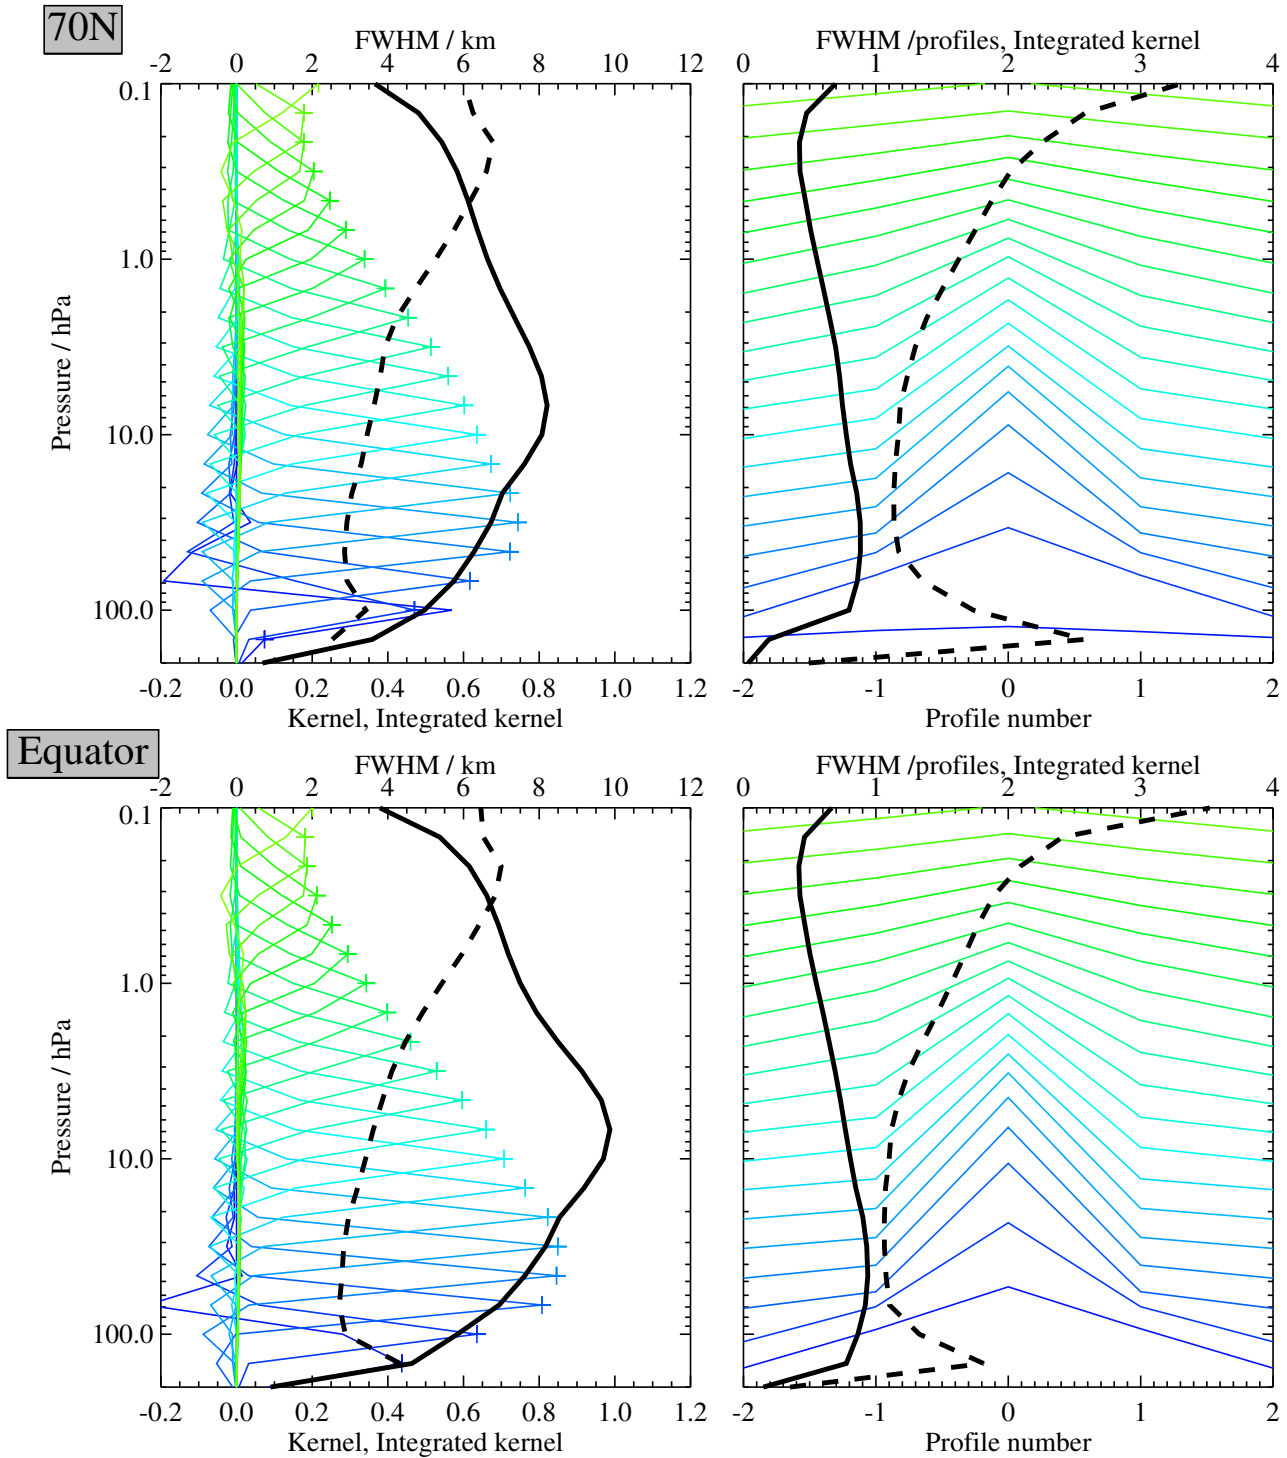 70N
FWHM / km
FWHM /profiles, Integrated kernel
-2 0 2 4 6 8 10 12
0 1 2 3 4
0.1
1.0
10.0
100.0
Pressure / hPa
-0.2 0.0 0.2 0.4 0.6 0.8 1.0 1.2
-2 -1 0 1 2
Kernel, Integrated kernel
Profile number
Equator
FWHM / km
FWHM /profiles, Integrated kernel
-2 0 2 4 6 8 10 12
0 1 2 3 4
0.1
1.0
10.0
100.0
Pressure / hPa
-0.2 0.0 0.2 0.4 0.6 0.8 1.0 1.2
-2 -1 0 1 2
Kernel, Integrated kernel
Profile number